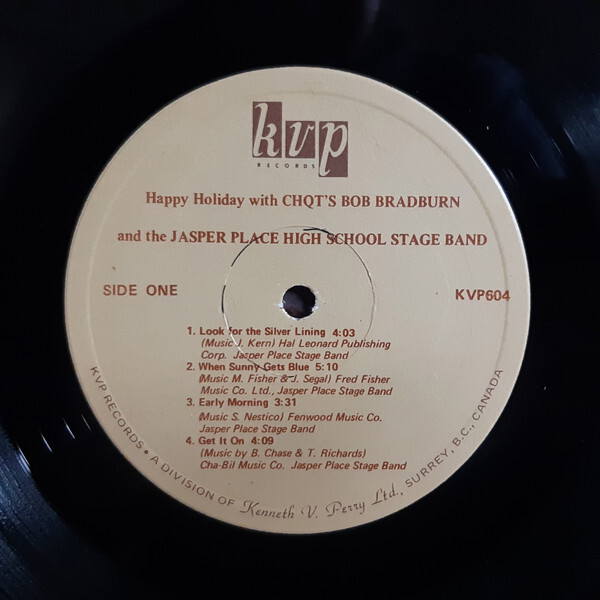 kvp
RECORDS
Happy Holiday with CHQT'S BOB BRADBURN
and the JASPER PLACE HIGH SCHOOL STAGE BAND
SIDE ONE
KVP604
1. Look for the Silver Lining 4:03
(Music J. Kern) Hal Leonard Publishing
Corp. Jasper Place Stage Band
2. When Sunny Gets Blue 5:10
(Music M. Fisher & J. Segal) Fred Fisher
Music Co. Ltd., Jasper Place Stage Band
3. Early Morning 3:31
(Music S. Nestico) Fenwood Music Co.
Jasper Place Stage Band
4. Get It On 4:09
(Music by B. Chase & T. Richards)
Cha-Bil Music Co. Jasper Place Stage Band
KVP RECORDS • A DIVISION OF Kenneth V. Perry Ltd., SURREY, B.C., CANADA